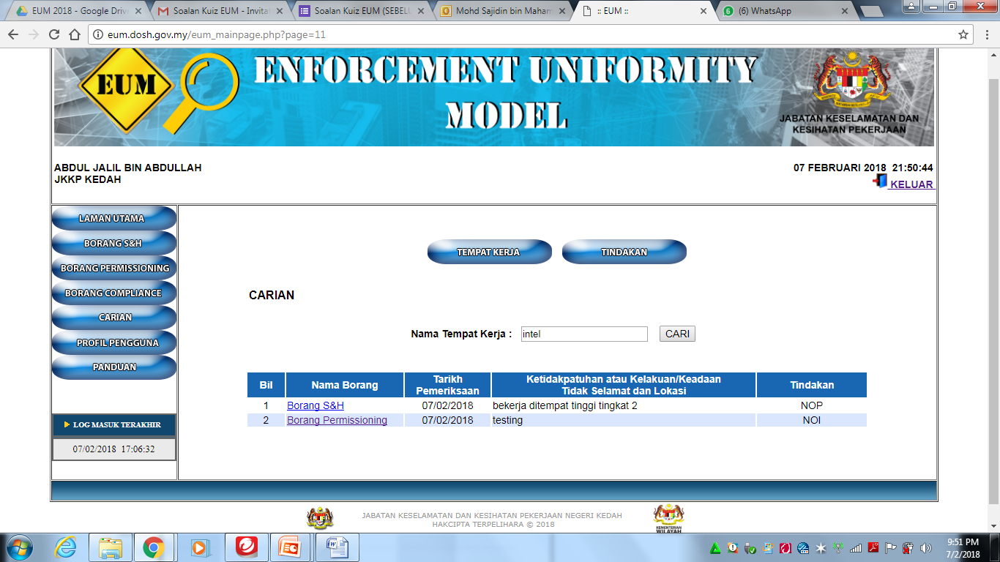 EUM 2018 - Google Drive
Soalan Kuiz EUM - Invita
Soalan Kuiz EUM (SEBEL
Mohd Sajidin bin Maham
:: EUM ::
(6) WhatsApp
eum.dosh.gov.my/eum_mainpage.php?page=11
EUM
ENFORCEMENT UNIFORMITY
MODEL
JABATAN KESELAMATAN DAN
KESIHATAN PEKERJAAN
ABDUL JALIL BIN ABDULLAH
JKKP KEDAH
07 FEBRUARI 2018 21:50:44
KELUAR
LAMAN UTAMA
BORANG S&H
BORANG PERMISSIONING
BORANG COMPLIANCE
CARIAN
PROFIL PENGGUNA
PANDUAN
LOG MASUK TERAKHIR
07/02/2018 17:06:32
TEMPAT KERJA
TINDAKAN
CARIAN
Nama Tempat Kerja : intel CARI
Bil Nama Borang Tarikh Pemeriksaan Ketidakpatuhan atau Kelakuan/Keadaan Tidak Selamat dan Lokasi Tindakan
1 Borang S&H 07/02/2018 bekerja ditempat tinggi tingkat 2 NOP
2 Borang Permissioning 07/02/2018 testing NOI
JABATAN KESELAMATAN DAN KESIHATAN PEKERJAAN NEGERI KEDAH
HAKCIPTA TERPELIHARA © 2018
KEMENTERIAN
WILAYAH
9:51 PM
7/2/2018